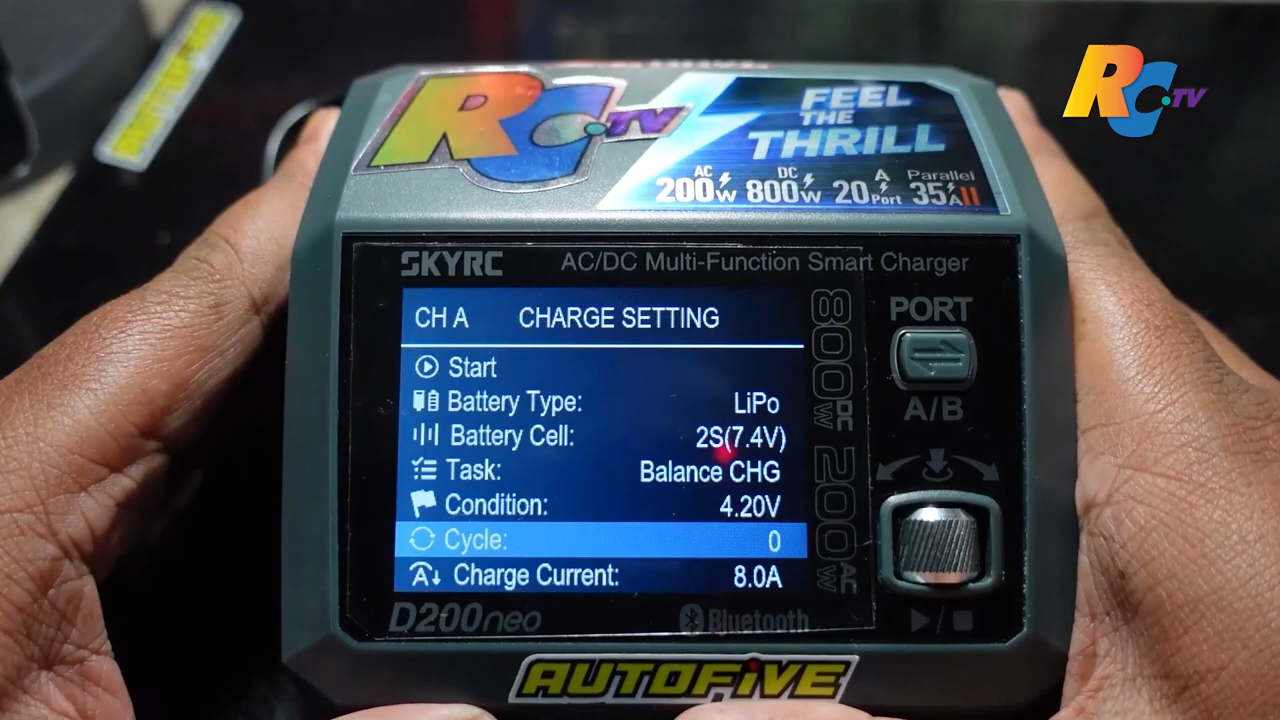 RC.TV
RC.TV
FEEL
THE
THRILL
AC 200W DC 800W 20A Port Parallel 35A
SKYRC AC/DC Multi-Function Smart Charger
CH A CHARGE SETTING
Start
Battery Type: LiPo
Battery Cell: 2S(7.4V)
Task: Balance CHG
Condition: 4.20V
Cycle: 0
Charge Current: 8.0A
800W DC 200W AC
PORT
A/B
D200neo Bluetooth
AUTOFIVE